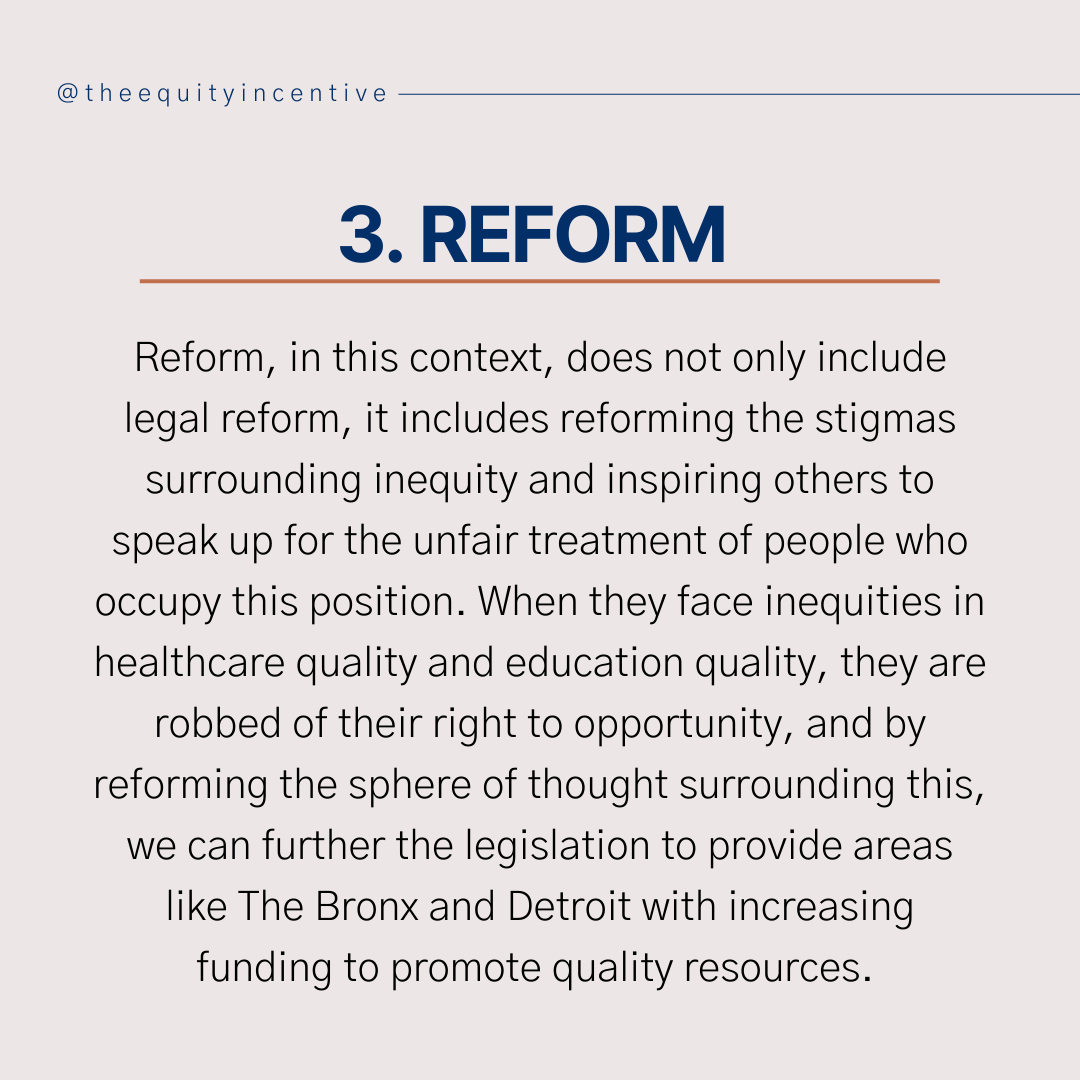 @theequityincentive
3. REFORM
Reform, in this context, does not only include
legal reform, it includes reforming the stigmas
surrounding inequity and inspiring others to
speak up for the unfair treatment of people who
occupy this position. When they face inequities in
healthcare quality and education quality, they are
robbed of their right to opportunity, and by
reforming the sphere of thought surrounding this,
we can further the legislation to provide areas
like The Bronx and Detroit with increasing
funding to promote quality resources.